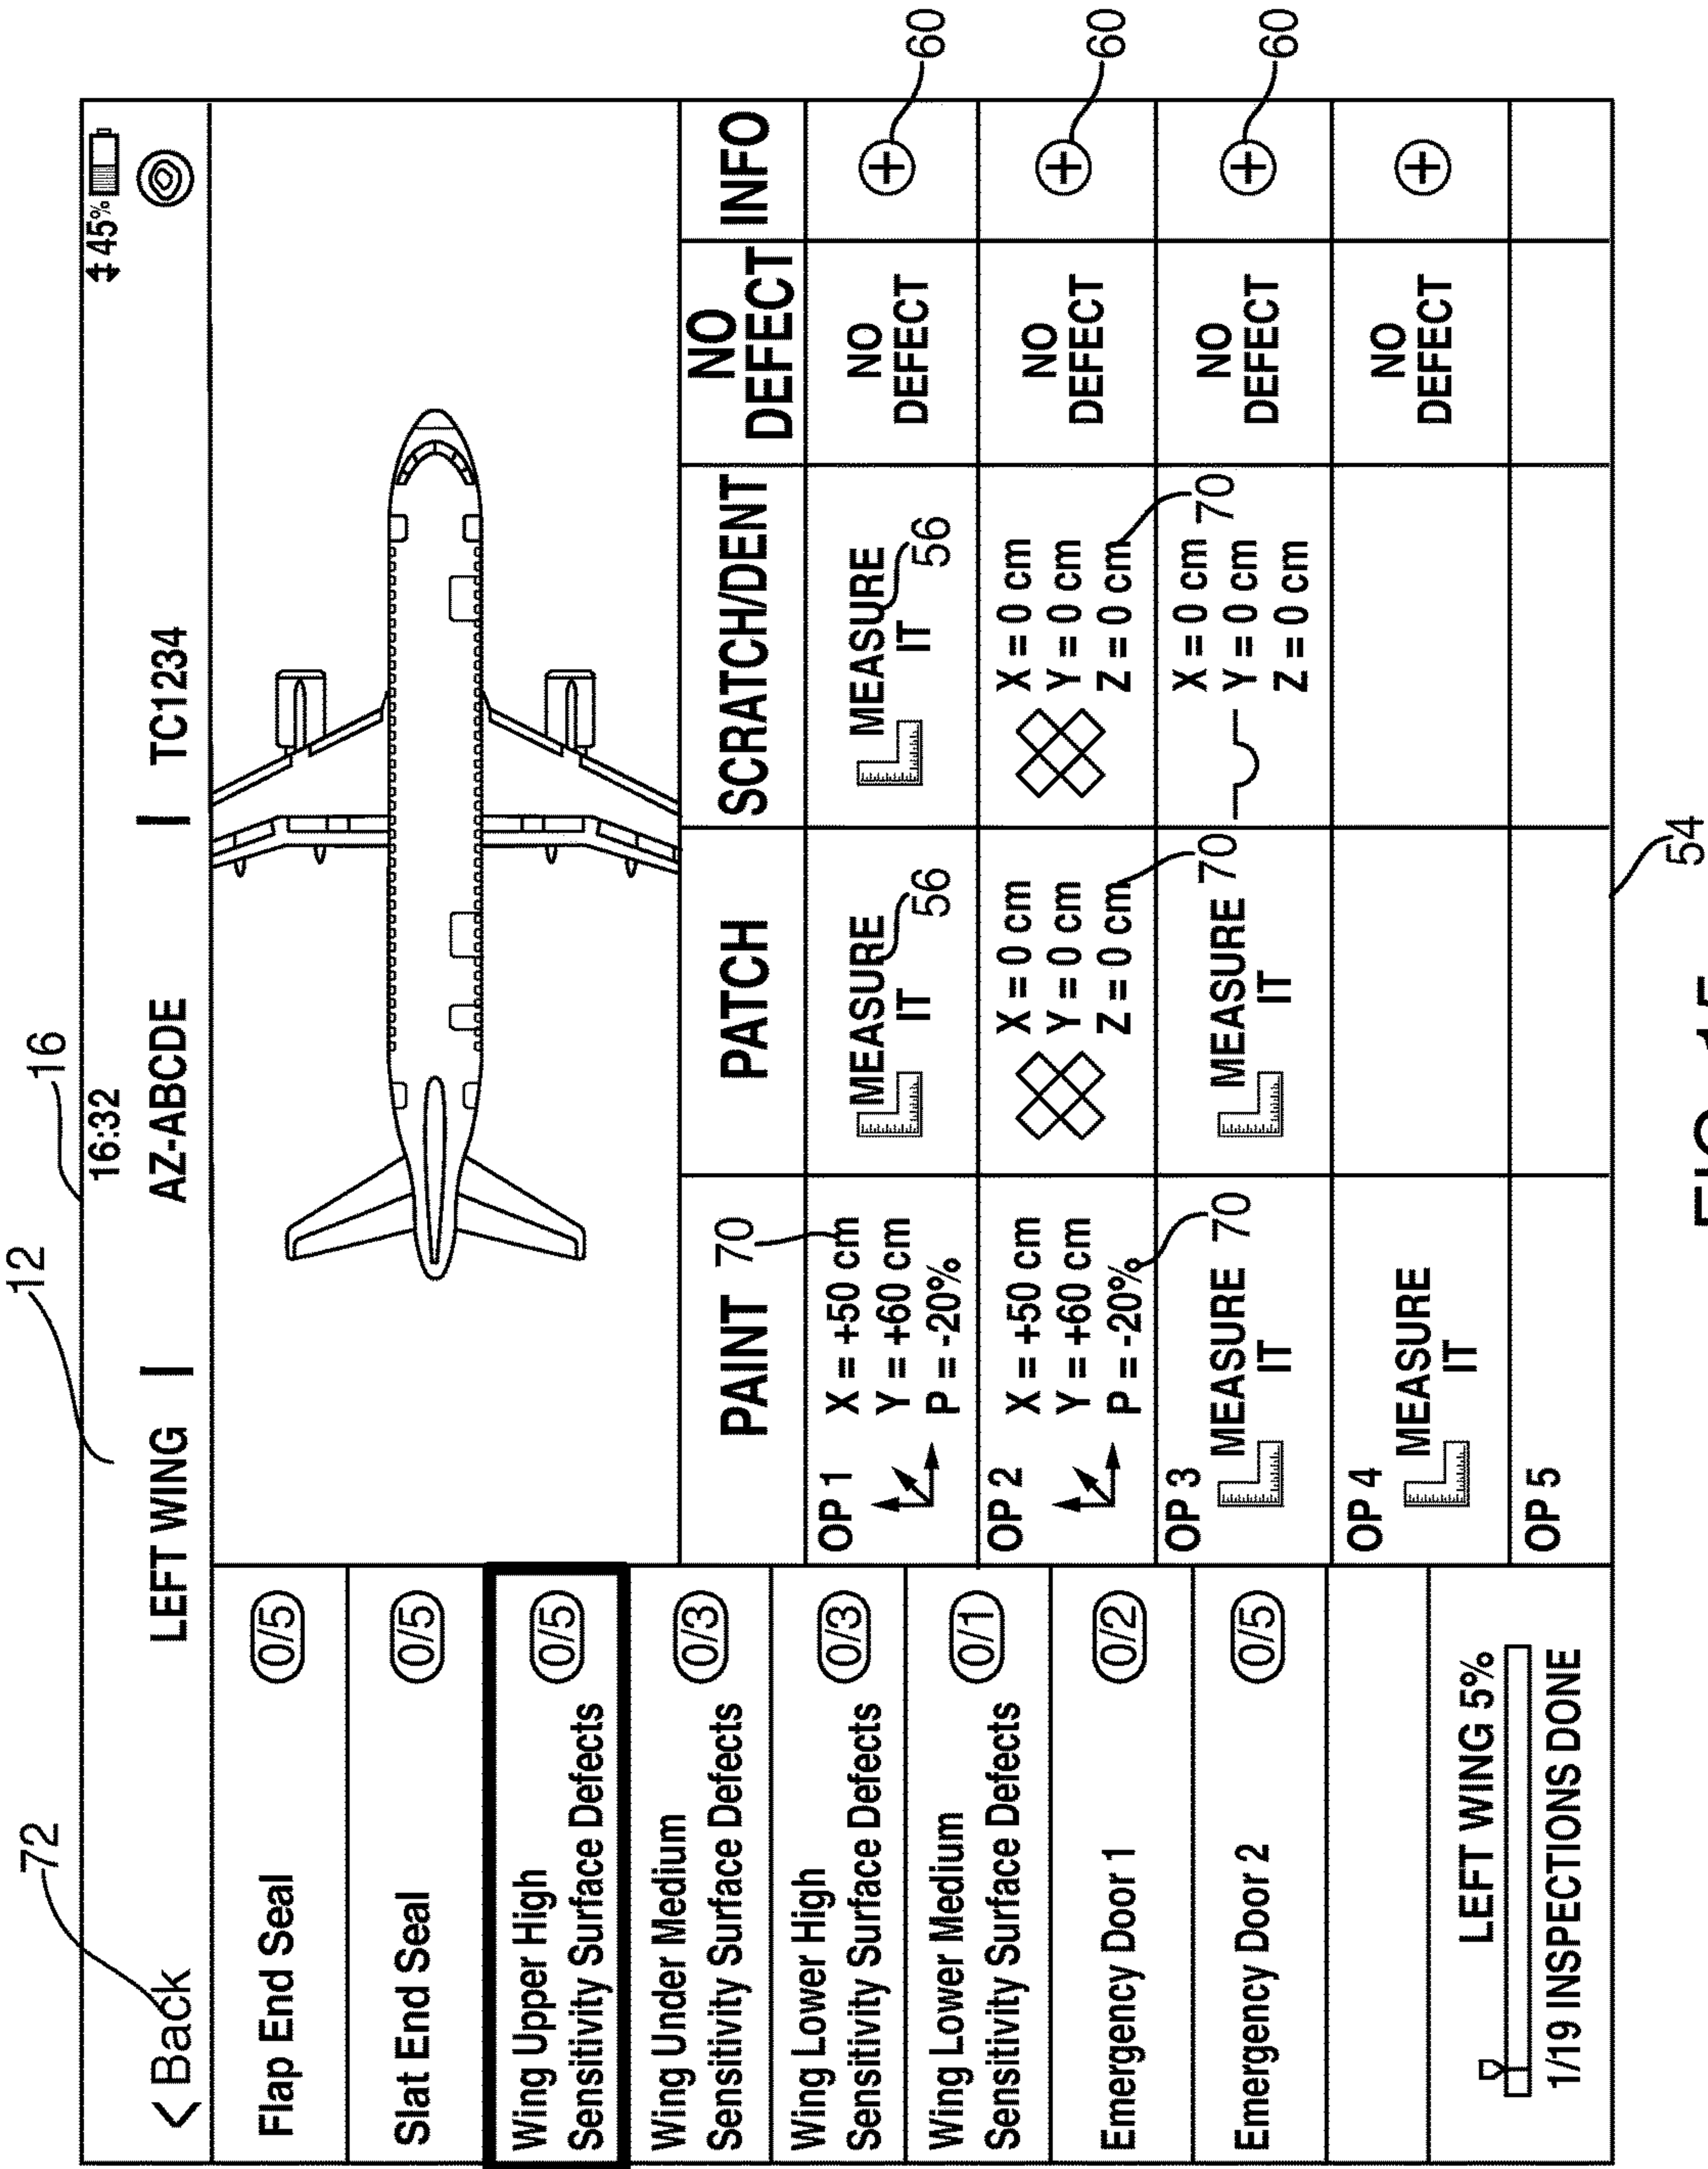 12
16
72
16:32
45%
< Back
LEFT WING | AZ-ABCDE | TC1234
Flap End Seal 0/5
Slat End Seal 0/5
Wing Upper High
Sensitivity Surface Defects 0/5
Wing Under Medium
Sensitivity Surface Defects 0/3
Wing Lower High
Sensitivity Surface Defects 0/3
Wing Lower Medium
Sensitivity Surface Defects 0/1
Emergency Door 1 0/2
Emergency Door 2 0/5
LEFT WING 5%
1/19 INSPECTIONS DONE
PAINT 70
PATCH
SCRATCH/DENT
NO
DEFECT
INFO
OP 1
X = +50 cm
Y = +60 cm
P = -20%
MEASURE
IT
56
MEASURE
IT
56
NO
DEFECT
60
OP 2
X = +50 cm
Y = +60 cm
P = -20%
70
X = 0 cm
Y = 0 cm
Z = 0 cm
70
X = 0 cm
Y = 0 cm
Z = 0 cm
70
NO
DEFECT
60
OP 3
MEASURE
IT
MEASURE
IT
X = 0 cm
Y = 0 cm
Z = 0 cm
NO
DEFECT
60
OP 4
MEASURE
IT
NO
DEFECT
OP 5
54